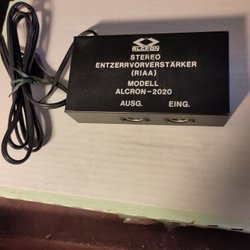 ALCRON
STEREO
ENTZERRVORVERSTÄRKER
(RIAA)
MODELL
ALCRON-2020
AUSG. EING.